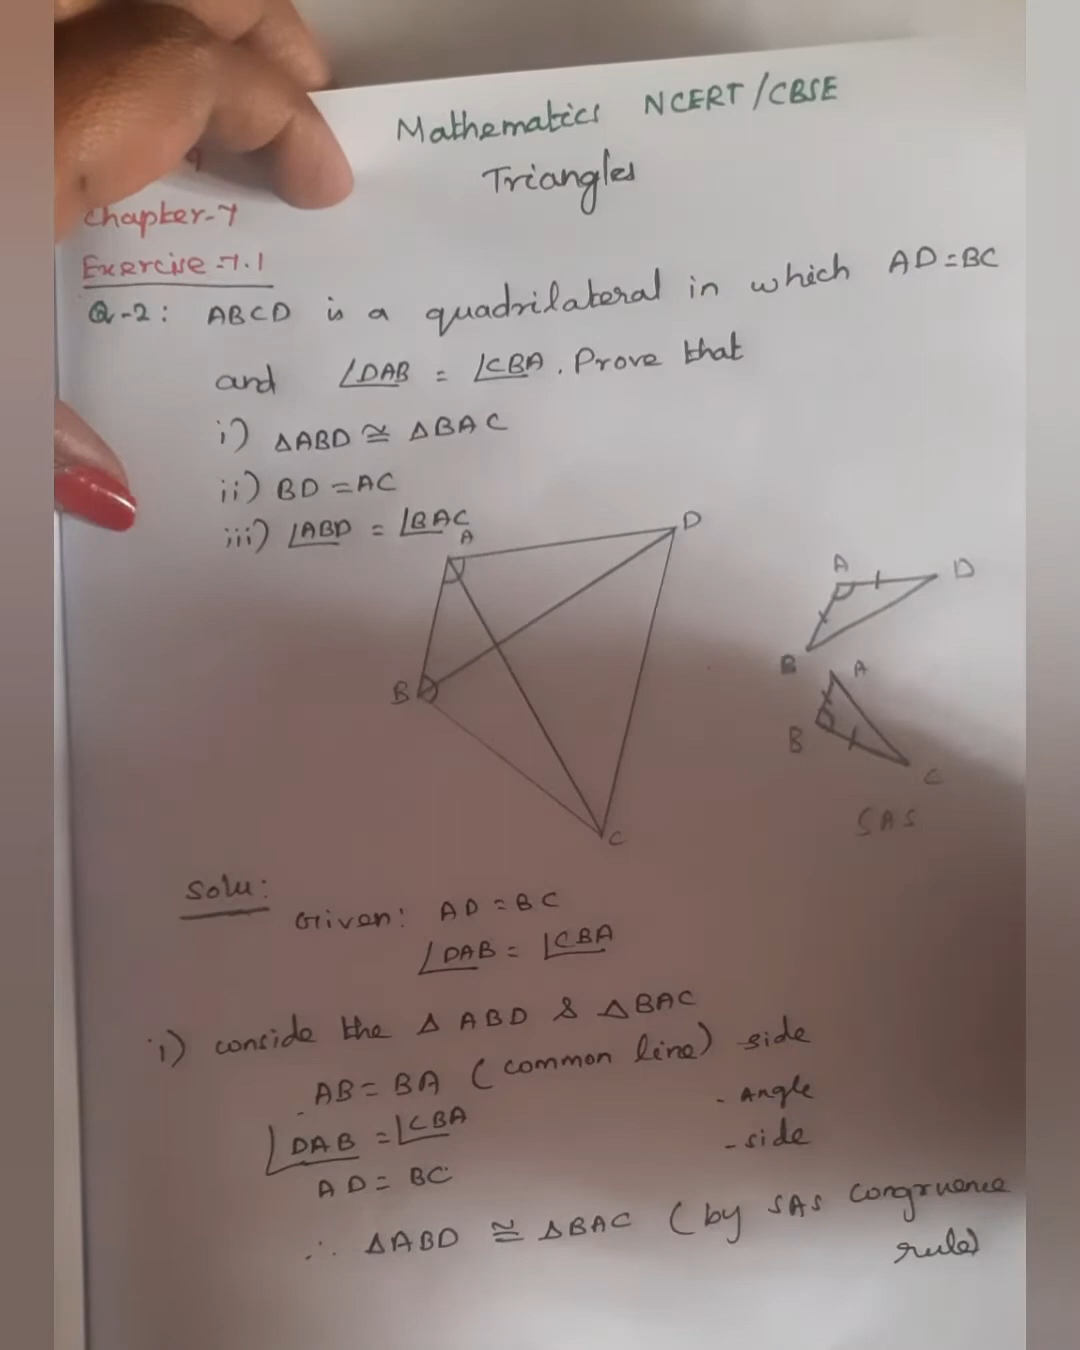 Mathematics NCERT/CBSE
Triangles
9
Chapter-7
Exercise-7.1
Q-2: ABCD is a quadrilateral in which AD=BC
and ∠DAB = ∠CBA. Prove that
i) ΔABD ≅ ΔBAC
ii) BD=AC
iii) ∠ABD = ∠BAC
A
D
B
C
A
D
B
A
B
C
SAS
Solu:
Given: AD=BC
∠DAB = ∠CBA
i) conside the Δ ABD & ΔBAC
AB=BA (common line) side
∠DAB = ∠CBA - Angle
AD=BC - side
∴ ΔABD ≅ ΔBAC (by SAS congruence
rule)